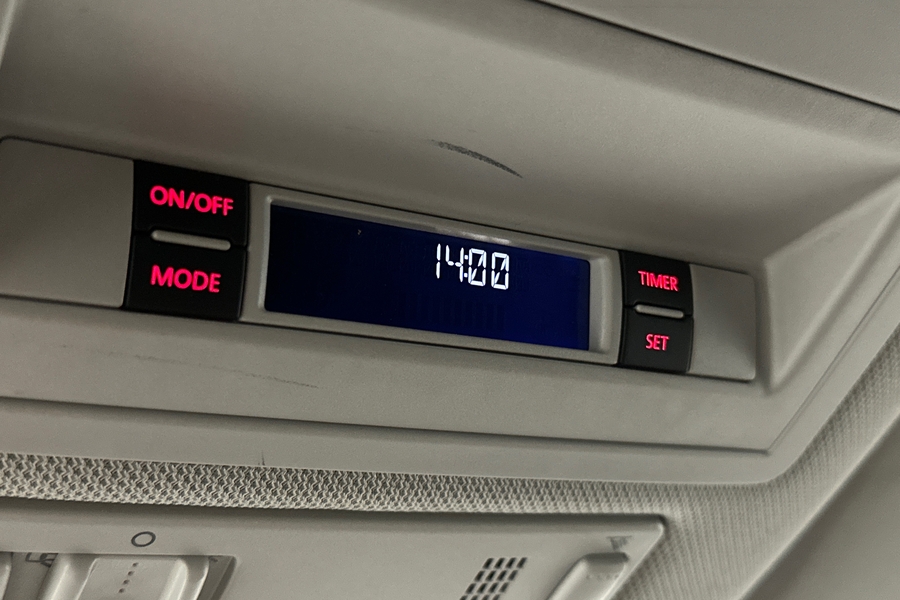 ON/OFF
MODE
14:00
TIMER
SET